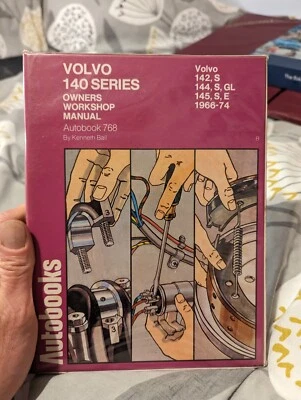 VOLVO
140 SERIES
OWNERS
WORKSHOP
MANUAL
Autobook 768
By Kenneth Ball
Volvo
142, S
144, S, GL
145, S, E
1966-74
Autobooks
3